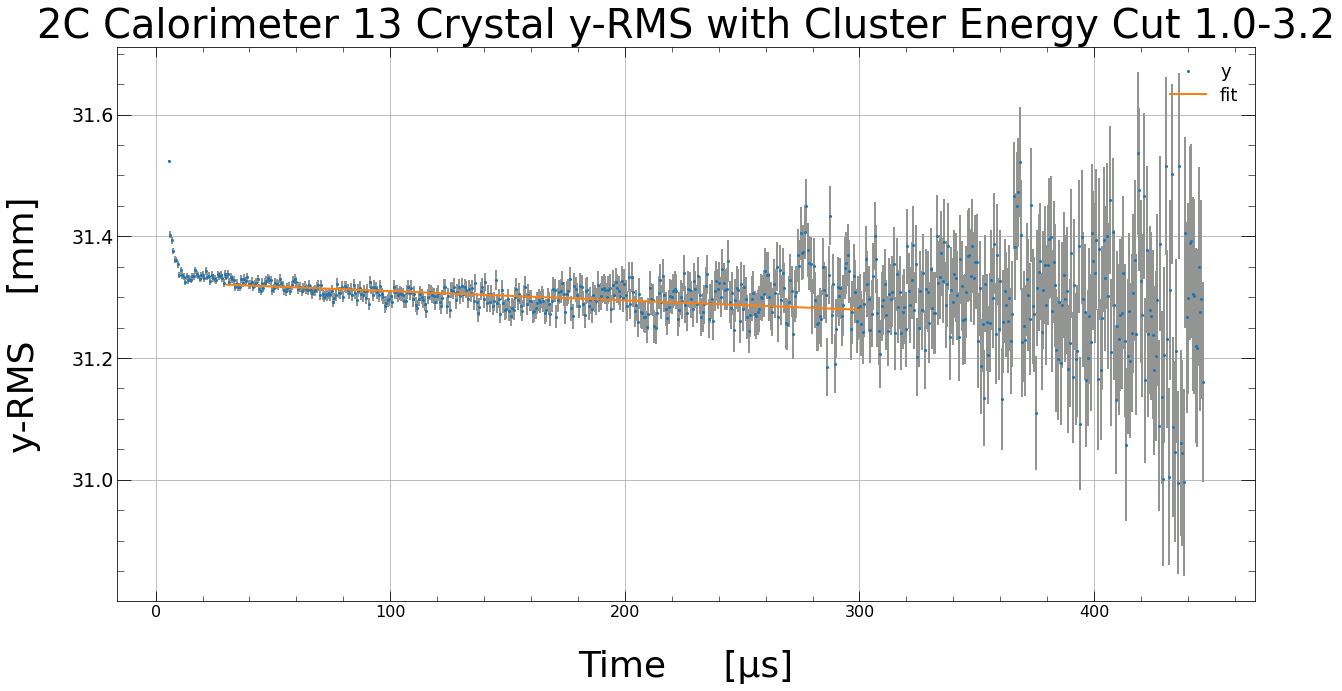 2C Calorimeter 13 Crystal y-RMS with Cluster Energy Cut 1.0-3.2
y
fit
31.6
31.4
31.2
31.0
y-RMS [mm]
0 100 200 300 400
Time [μs]